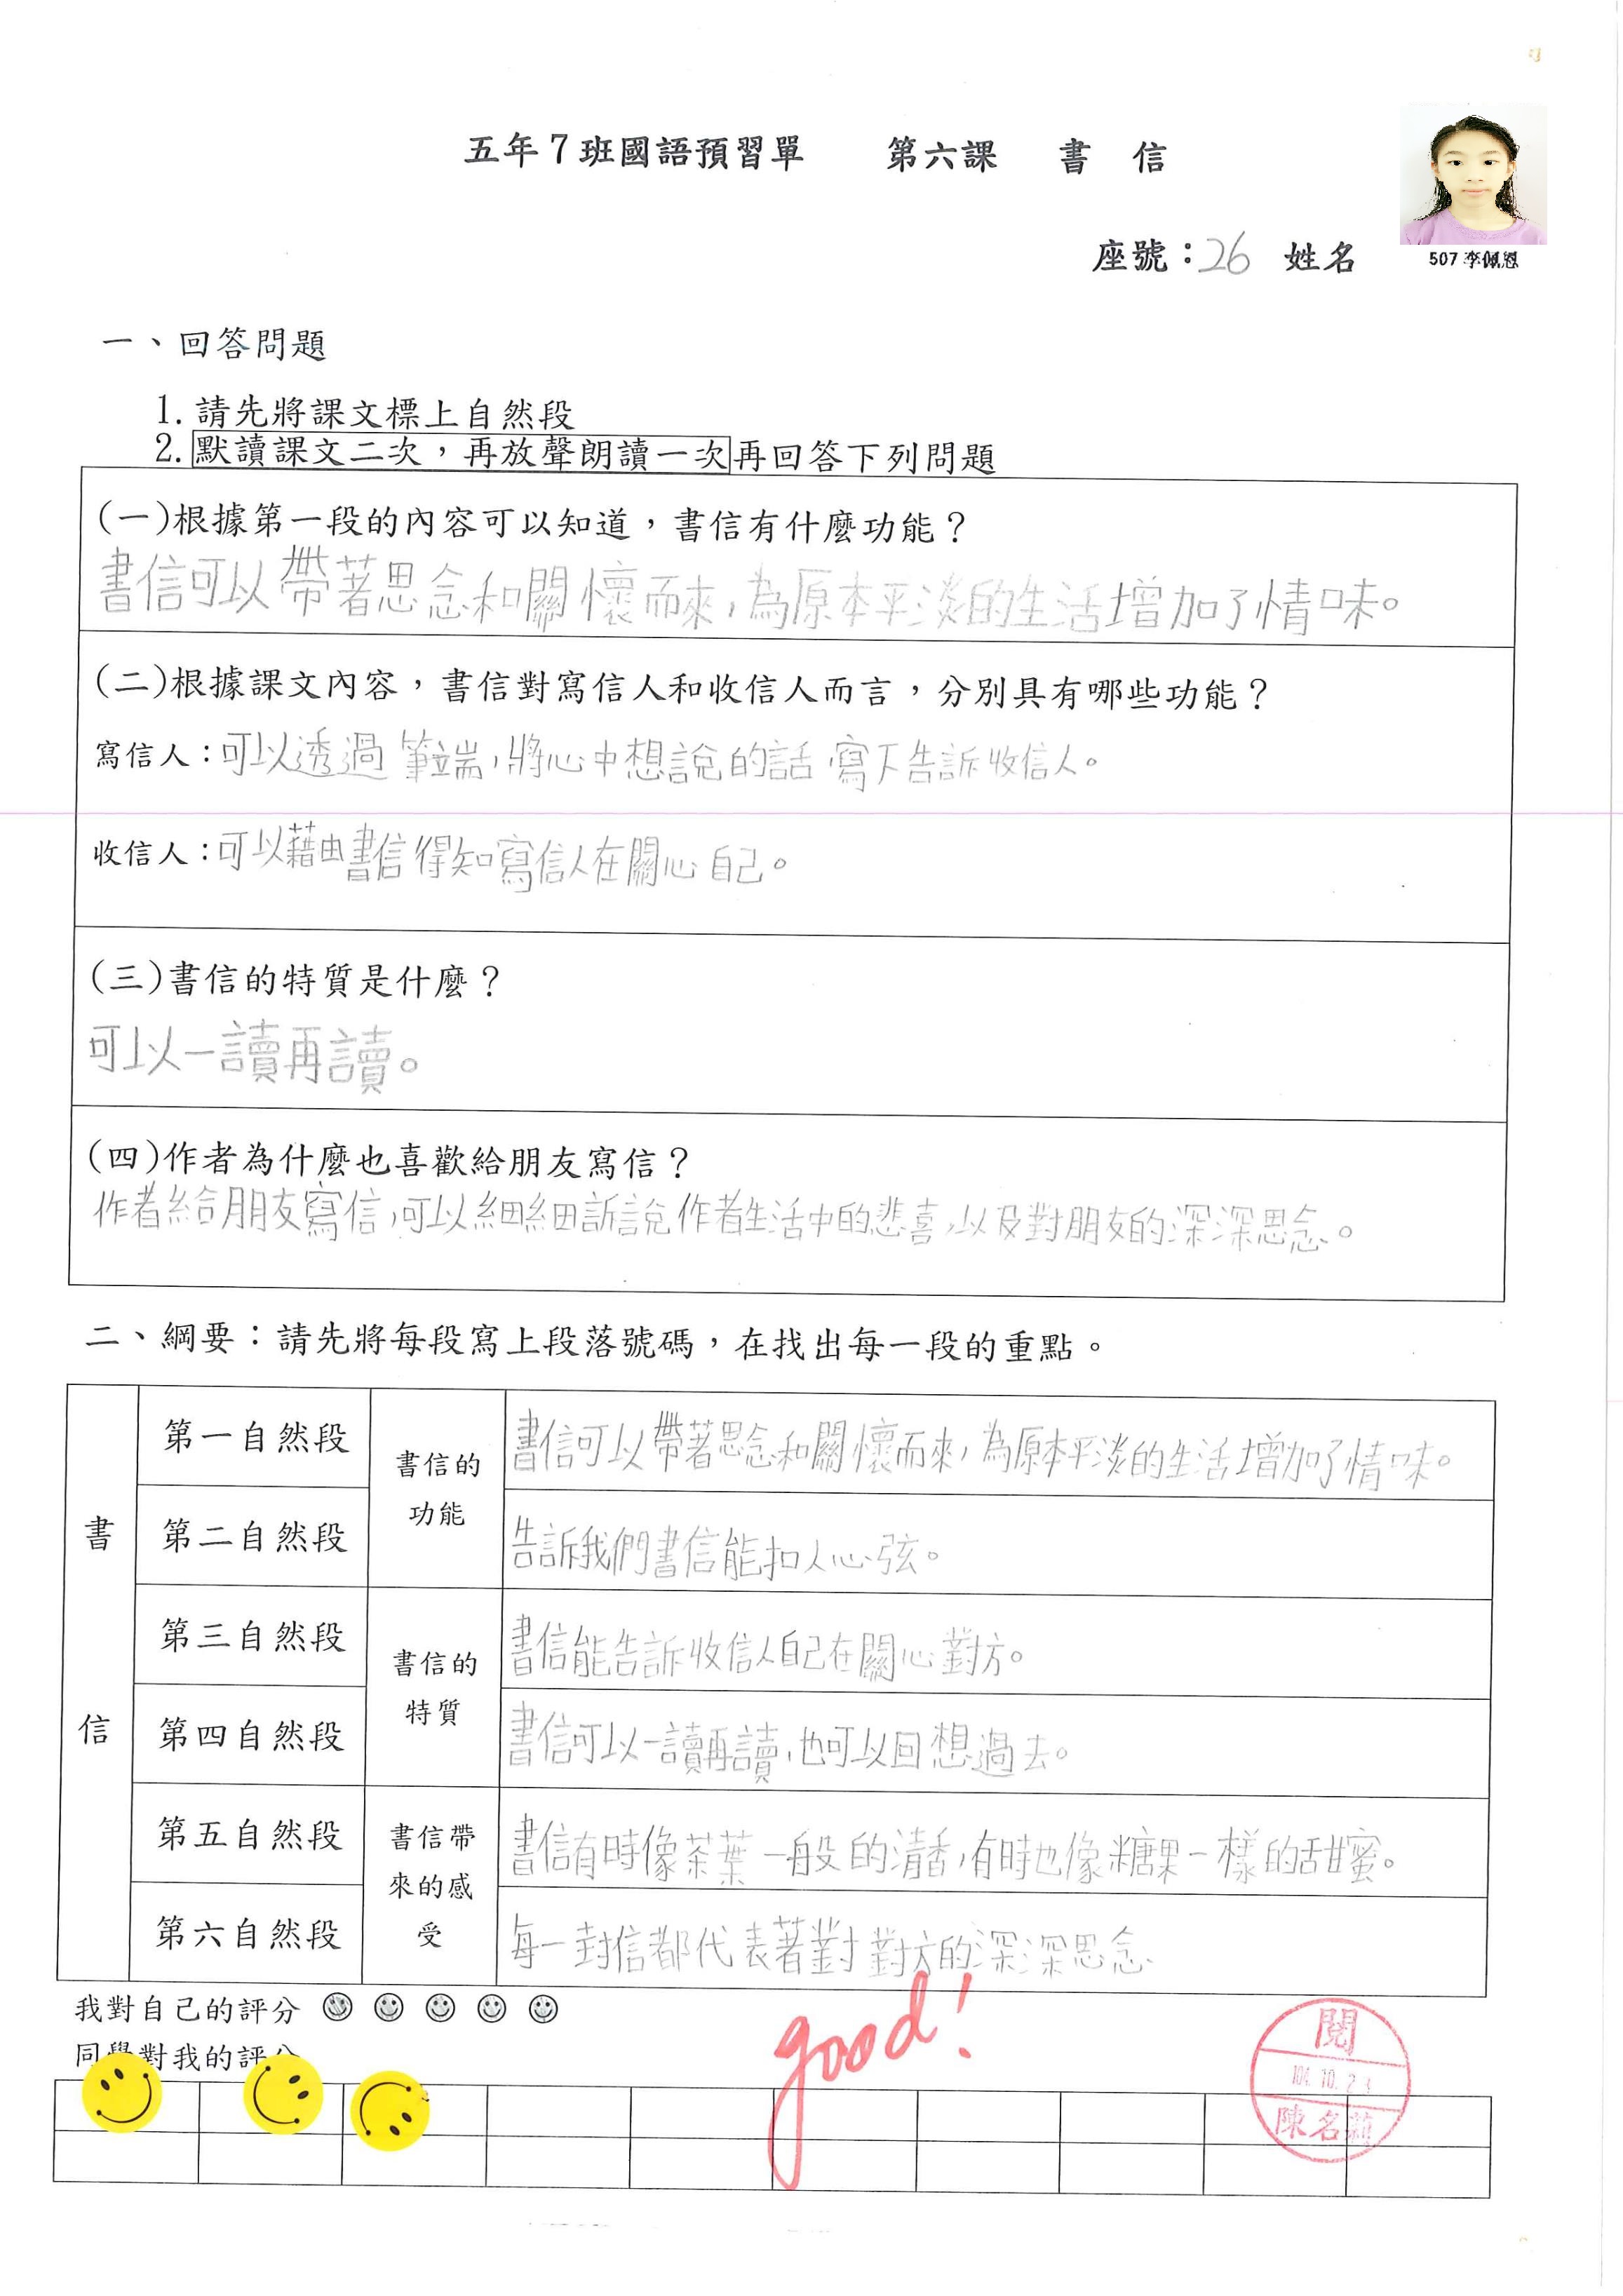 五年7班國語預習單 第六課 書 信
座號：26 姓名
507 李佩恩
一、回答問題
1. 請先將課文標上自然段
2. 默讀課文二次，再放聲朗讀一次再回答下列問題
(一)根據第一段的內容可以知道，書信有什麼功能？
書信可以帶著思念和關懷而來，為原本平淡的生活增加了情味。
(二)根據課文內容，書信對寫信人和收信人而言，分別具有哪些功能？
寫信人：可以透過筆端，將心中想說的話寫下告訴收信人。
收信人：可以藉由書信得知寫信人在關心自己。
(三)書信的特質是什麼？
可以一讀再讀。
(四)作者為什麼也喜歡給朋友寫信？
作者給朋友寫信，可以細細訴說作者生活中的悲喜，以及對朋友的深深思念。
二、綱要：請先將每段寫上段落號碼，在找出每一段的重點。
書信
第一自然段
書信的功能
書信可以帶著思念和關懷而來，為原本平淡的生活增加了情味。
第二自然段
告訴我們書信能扣人心弦。
第三自然段
書信的特質
書信能告訴收信人自己在關心對方。
第四自然段
書信可以一讀再讀，也可以回想過去。
第五自然段
書信帶來的感受
書信有時像茶葉一般的清香，有時也像糖果一樣的甜蜜。
第六自然段
每一封信都代表著對對方的深深思念
我對自己的評分
同學對我的評分
good!
閱
104.10.2
陳名